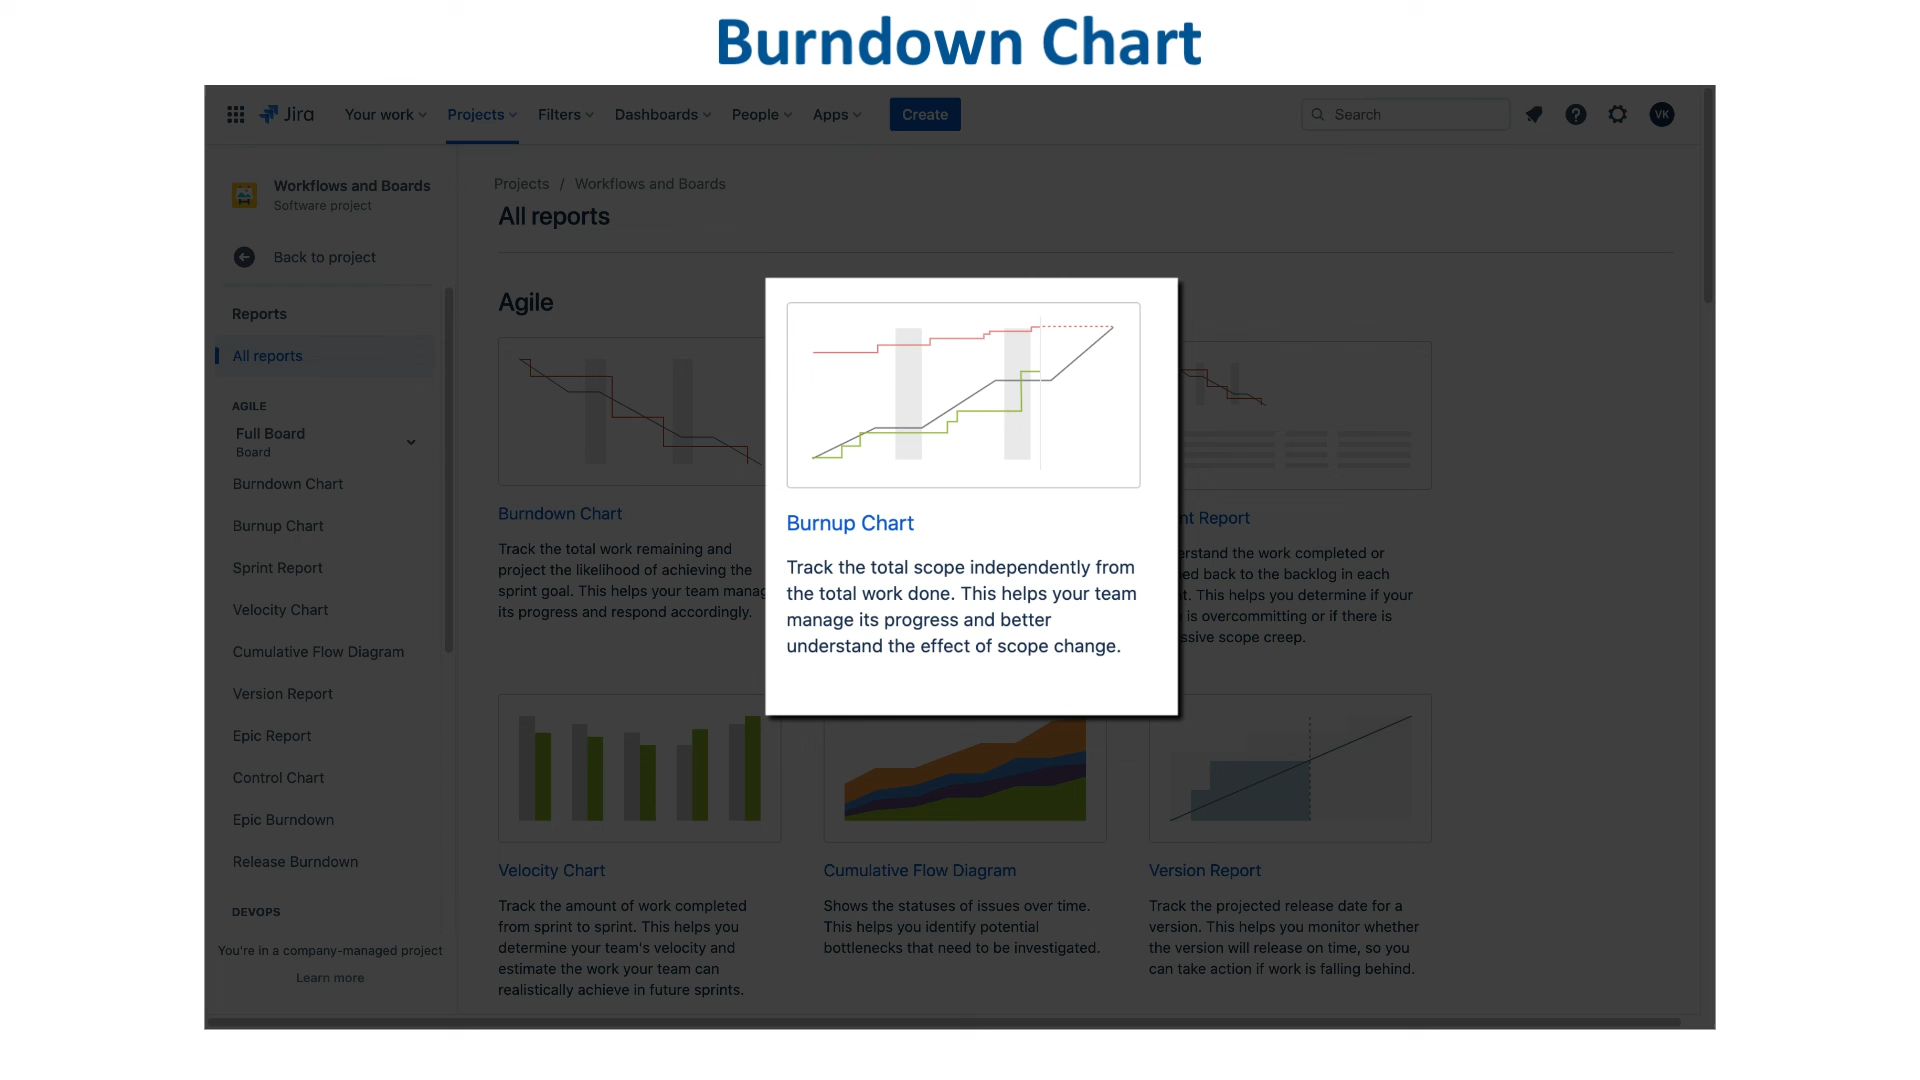 Burndown Chart
Jira
Your work
Projects
Filters
Dashboards
People
Apps
Create
Search
VK
Workflows and Boards
Software project
Back to project
Reports
All reports
AGILE
Full Board
Board
Burndown Chart
Burnup Chart
Sprint Report
Velocity Chart
Cumulative Flow Diagram
Version Report
Epic Report
Control Chart
Epic Burndown
Release Burndown
DEVOPS
You're in a company-managed project
Learn more
Projects / Workflows and Boards
All reports
Agile
Burndown Chart
Track the total work remaining and
project the likelihood of achieving the
sprint goal. This helps your team manag
its progress and respond accordingly.
Burnup Chart
Track the total scope independently from
the total work done. This helps your team
manage its progress and better
understand the effect of scope change.
nt Report
erstand the work completed or
ed back to the backlog in each
t. This helps you determine if your
is overcommitting or if there is
ssive scope creep.
Velocity Chart
Track the amount of work completed
from sprint to sprint. This helps you
determine your team's velocity and
estimate the work your team can
realistically achieve in future sprints.
Cumulative Flow Diagram
Shows the statuses of issues over time.
This helps you identify potential
bottlenecks that need to be investigated.
Version Report
Track the projected release date for a
version. This helps you monitor whether
the version will release on time, so you
can take action if work is falling behind.